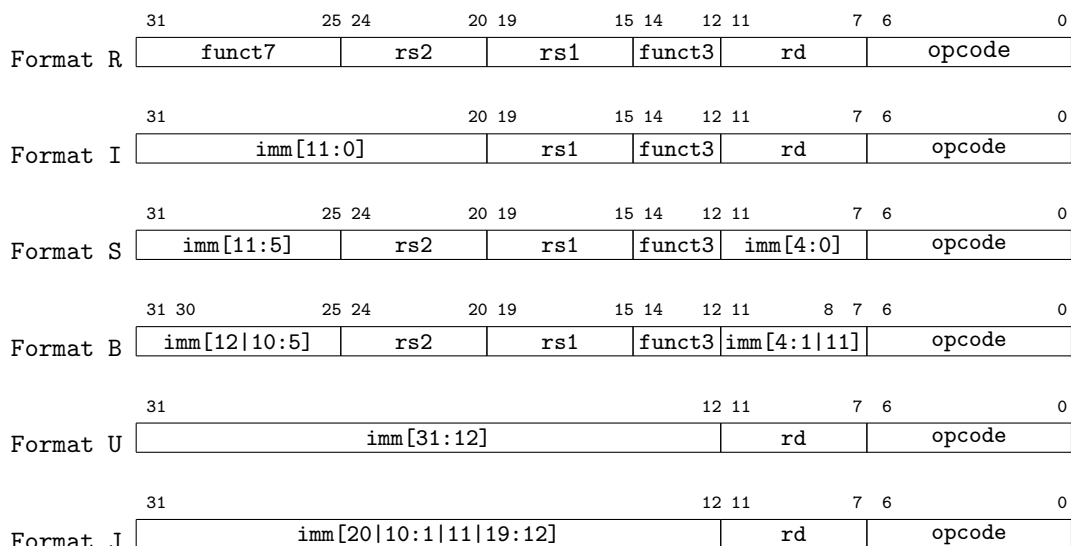 31 25 24 20 19 15 14 12 11 7 6 0
Format R funct7 rs2 rs1 funct3 rd opcode
31 20 19 15 14 12 11 7 6 0
Format I imm[11:0] rs1 funct3 rd opcode
31 25 24 20 19 15 14 12 11 7 6 0
Format S imm[11:5] rs2 rs1 funct3 imm[4:0] opcode
31 30 25 24 20 19 15 14 12 11 8 7 6 0
Format B imm[12|10:5] rs2 rs1 funct3 imm[4:1|11] opcode
31 12 11 7 6 0
Format U imm[31:12] rd opcode
31 12 11 7 6 0
Format J imm[20|10:1|11|19:12] rd opcode